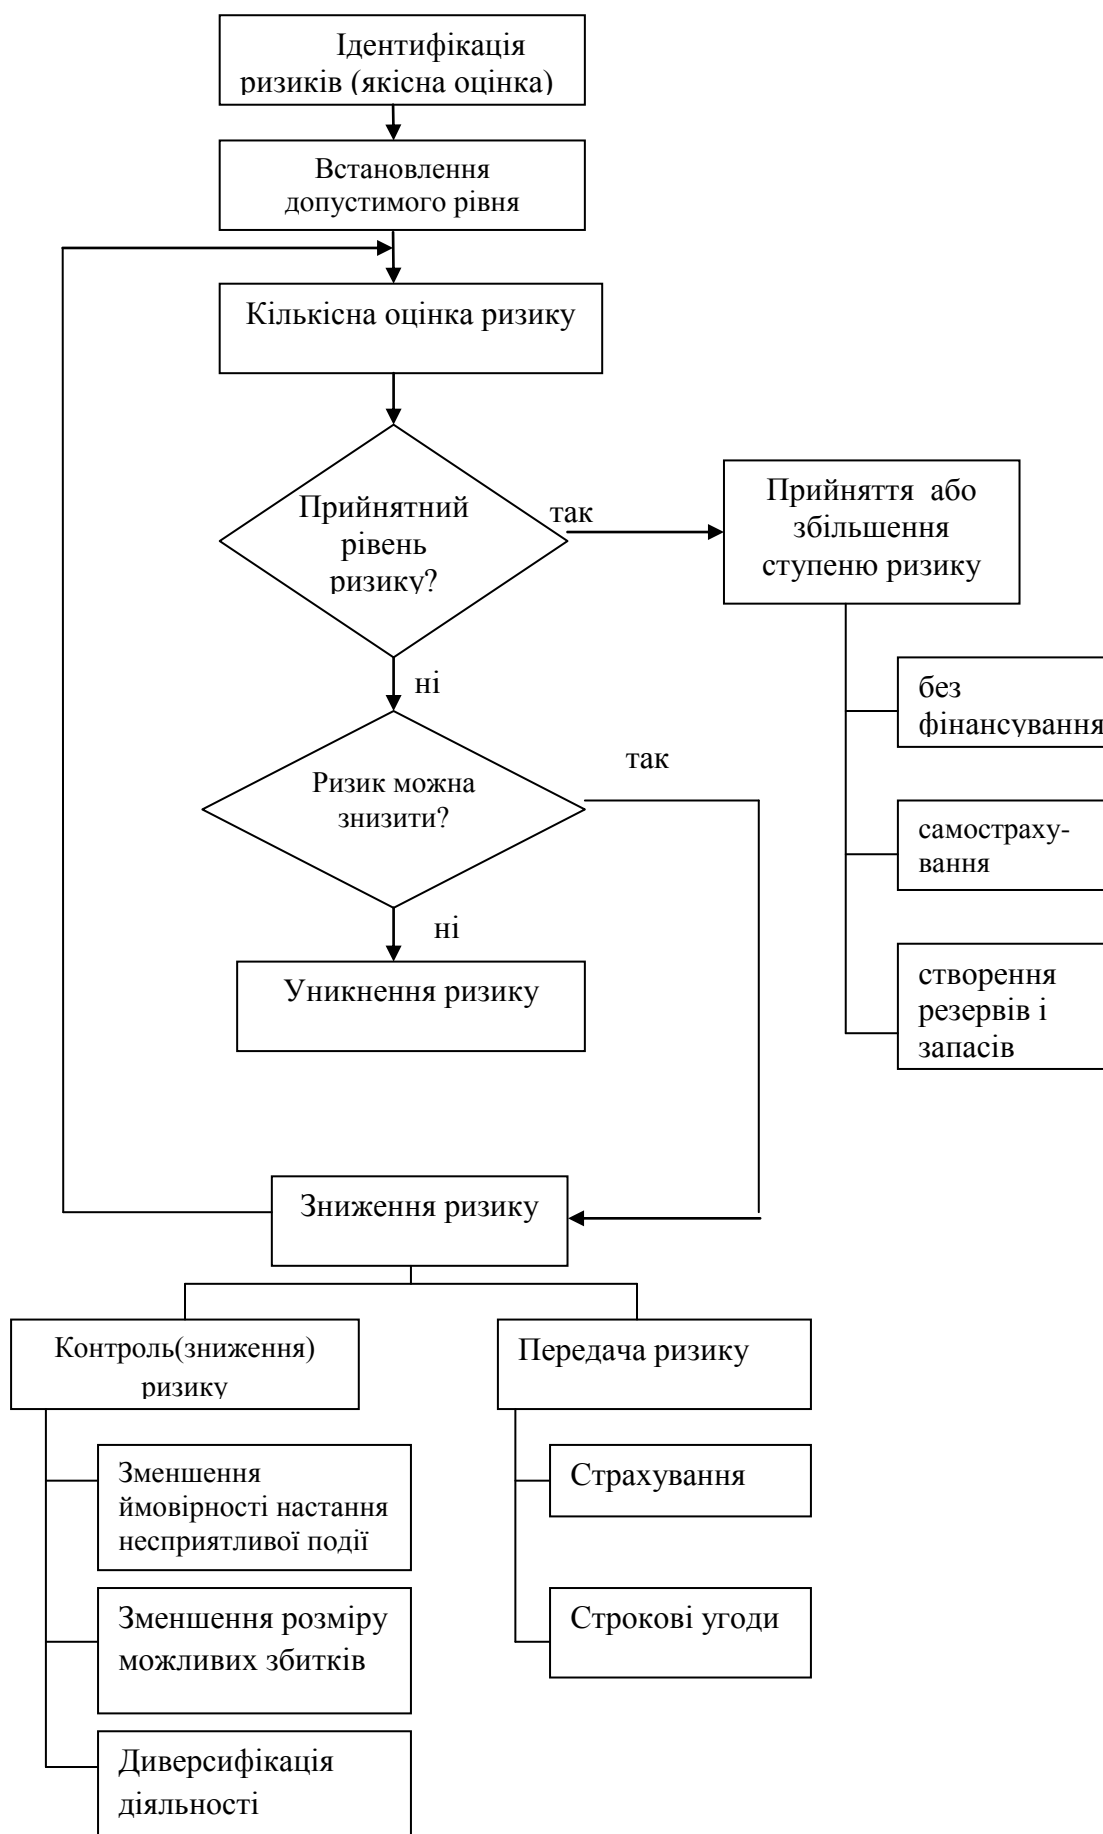 Ідентифікація
ризиків (якісна оцінка)
Встановлення
допустимого рівня
Кількісна оцінка ризику
Прийнятний
рівень
ризику?
так
Прийняття або
збільшення
ступеню ризику
ні
без
фінансування
Ризик можна
знизити?
так
самостраху-
вання
ні
Уникнення ризику
створення
резервів і
запасів
Зниження ризику
Контроль(зниження)
ризику
Передача ризику
Зменшення
ймовірності настання
несприятливої події
Страхування
Зменшення розміру
можливих збитків
Строкові угоди
Диверсифікація
діяльності